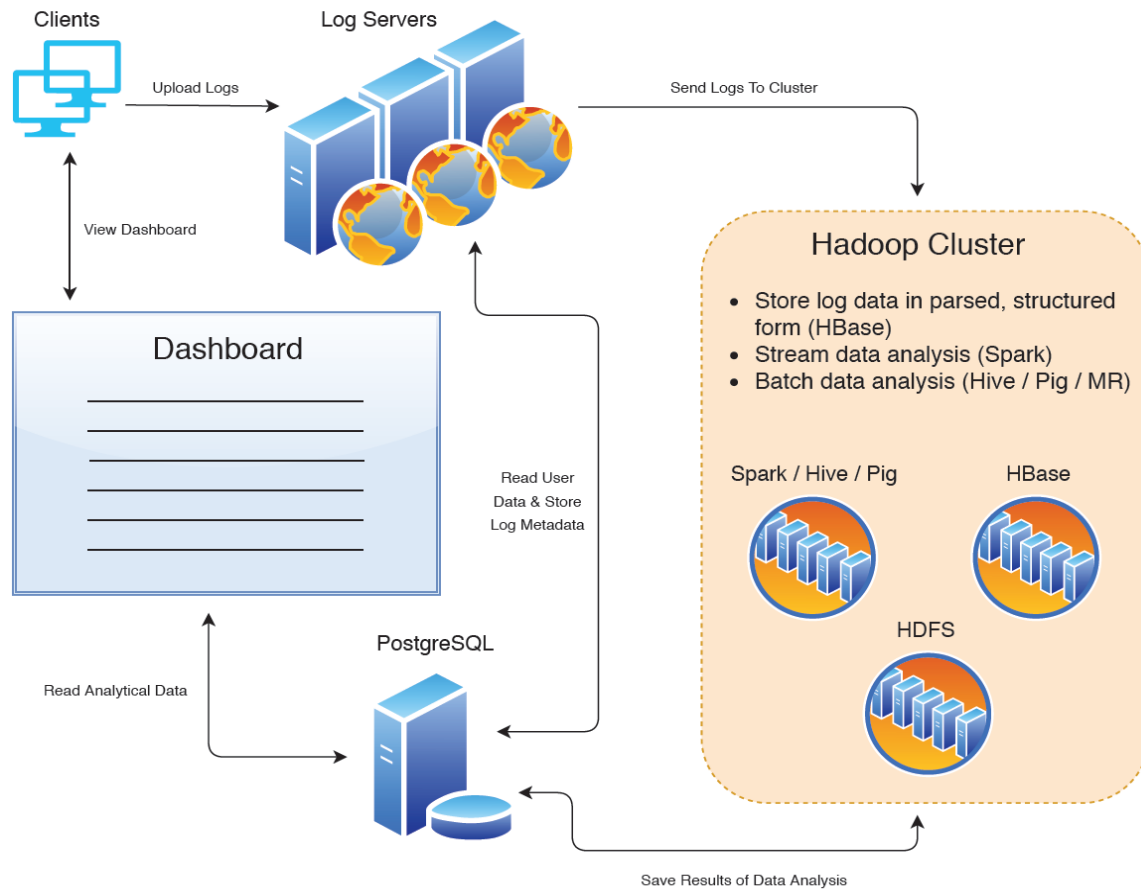 Clients
Log Servers
Upload Logs
Send Logs To Cluster
View Dashboard
Hadoop Cluster
• Store log data in parsed, structured
form (HBase)
• Stream data analysis (Spark)
• Batch data analysis (Hive / Pig / MR)
Dashboard
Read User
Data & Store
Log Metadata
Spark / Hive / Pig
HBase
HDFS
PostgreSQL
Read Analytical Data
Save Results of Data Analysis